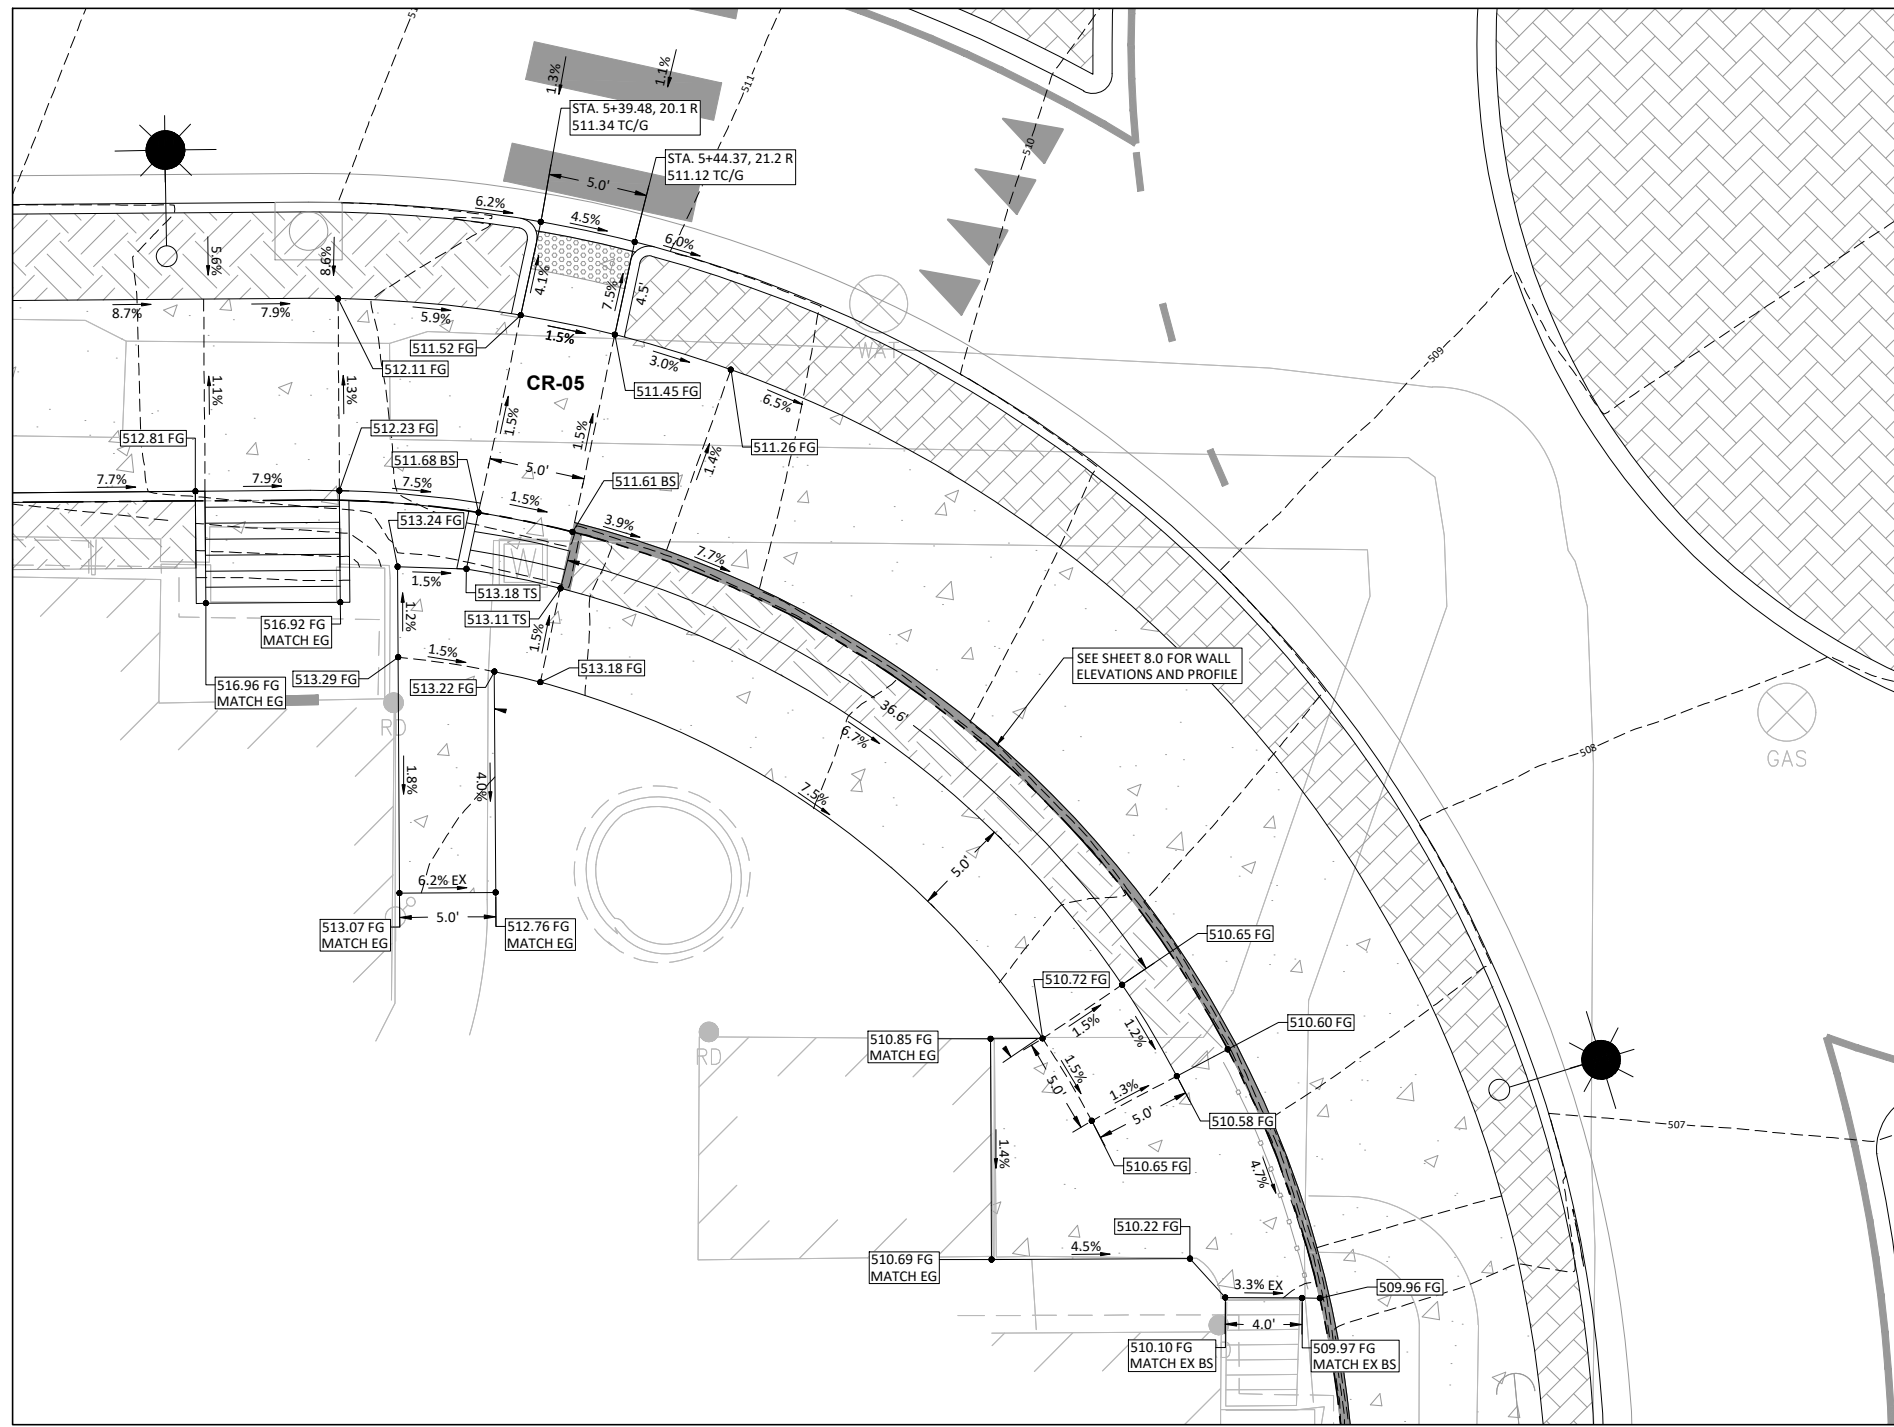 511
1.3%
1.1%
511
STA. 5+39.48, 20.1 R
511.34 TC/G
510
STA. 5+44.37, 21.2 R
511.12 TC/G
5.0'
6.2%
4.5%
6.0%
5.6%
8.6%
4.1%
7.5%
4.5'
8.7%
7.9%
5.9%
1.5%
WAT
511.52 FG
512.11 FG
3.0%
509
CR-05
511.45 FG
1.1%
1.3%
6.5%
1.5%
1.5%
512.81 FG
512.23 FG
511.26 FG
1.4%
511.68 BS
5.0'
511.61 BS
7.7%
7.9%
7.5%
1.5%
513.24 FG
3.9%
7.7%
W
1.5%
513.18 TS
1.2%
513.11 TS
516.92 FG
MATCH EG
1.5%
1.5%
513.18 FG
SEE SHEET 8.0 FOR WALL
ELEVATIONS AND PROFILE
513.29 FG
513.22 FG
516.96 FG
MATCH EG
RD
36.6'
6.7%
508
GAS
1.8%
4.0%
7.5%
5.0'
6.2% EX
5.0'
513.07 FG
MATCH EG
512.76 FG
MATCH EG
510.65 FG
510.72 FG
510.60 FG
1.5%
1.2%
RD
510.85 FG
MATCH EG
1.5%
5.0'
1.3%
5.0'
510.58 FG
507
1.4%
510.65 FG
4.7%
510.22 FG
4.5%
510.69 FG
MATCH EG
3.3% EX
509.96 FG
4.0'
510.10 FG
MATCH EX BS
509.97 FG
MATCH EX BS